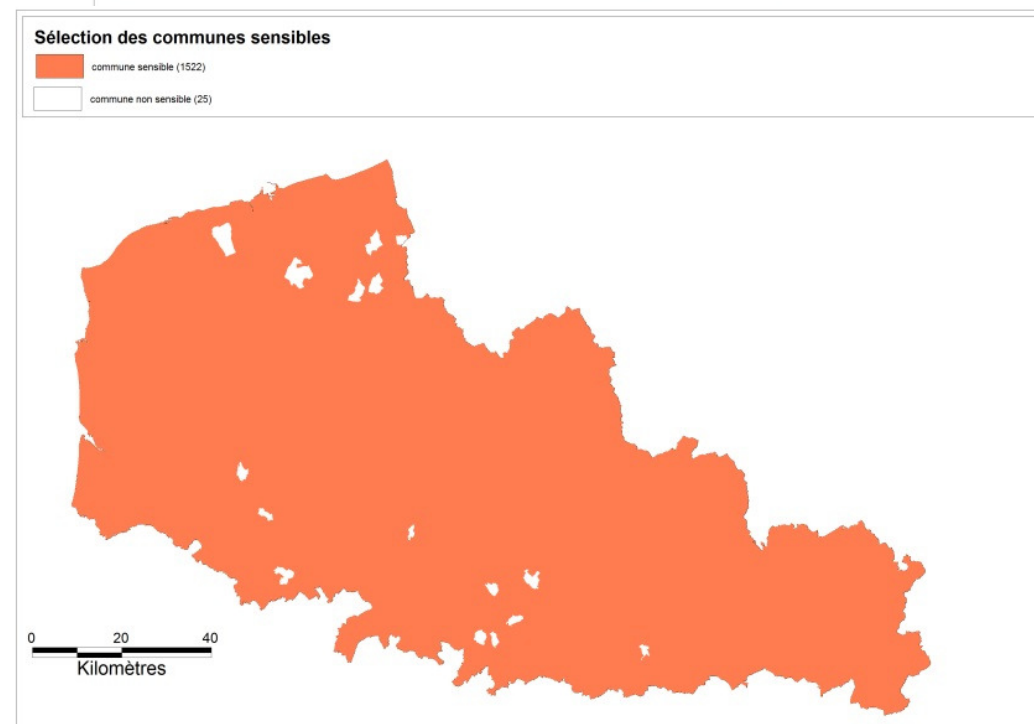 Sélection des communes sensibles
commune sensible (1522)
commune non sensible (25)
0 20 40
Kilomètres